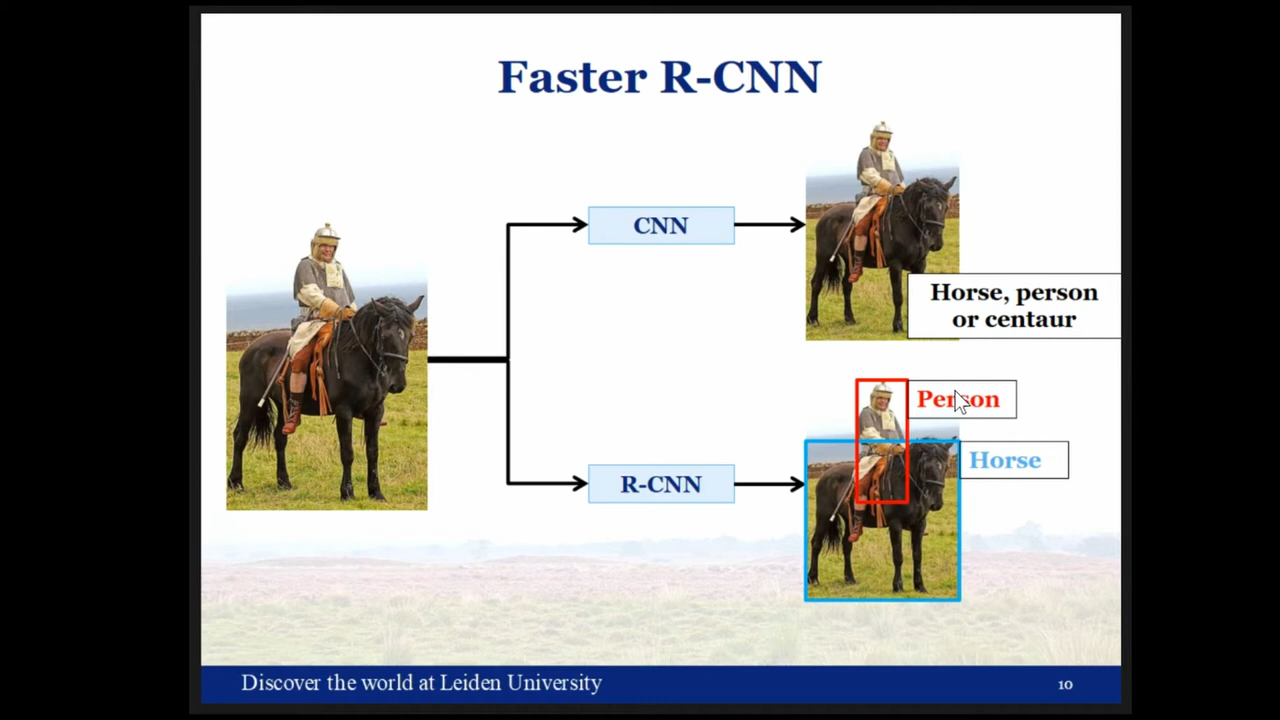 Faster R-CNN
CNN
Horse, person
or centaur
Person
Horse
R-CNN
Discover the world at Leiden University
10